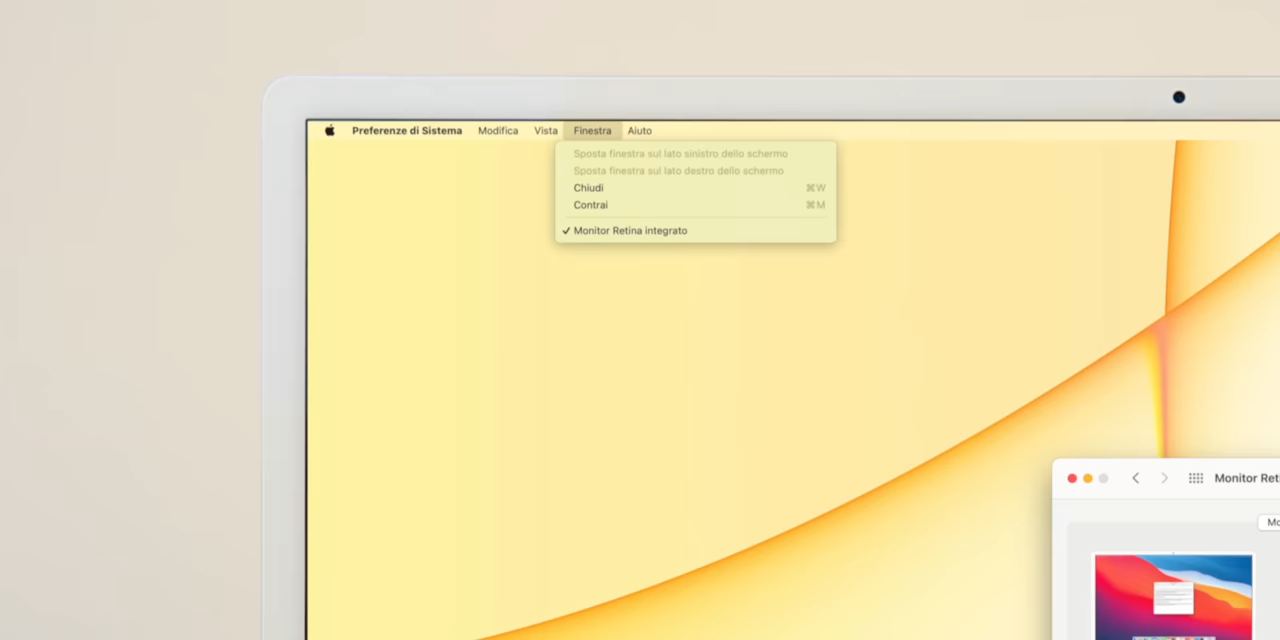 Preferenze di Sistema Modifica Vista Finestra Aiuto
Sposta finestra sul lato sinistro dello schermo
Sposta finestra sul lato destro dello schermo
Chiudi ⌘W
Contrai ⌘M
✓ Monitor Retina integrato
Monitor Reti
Mo